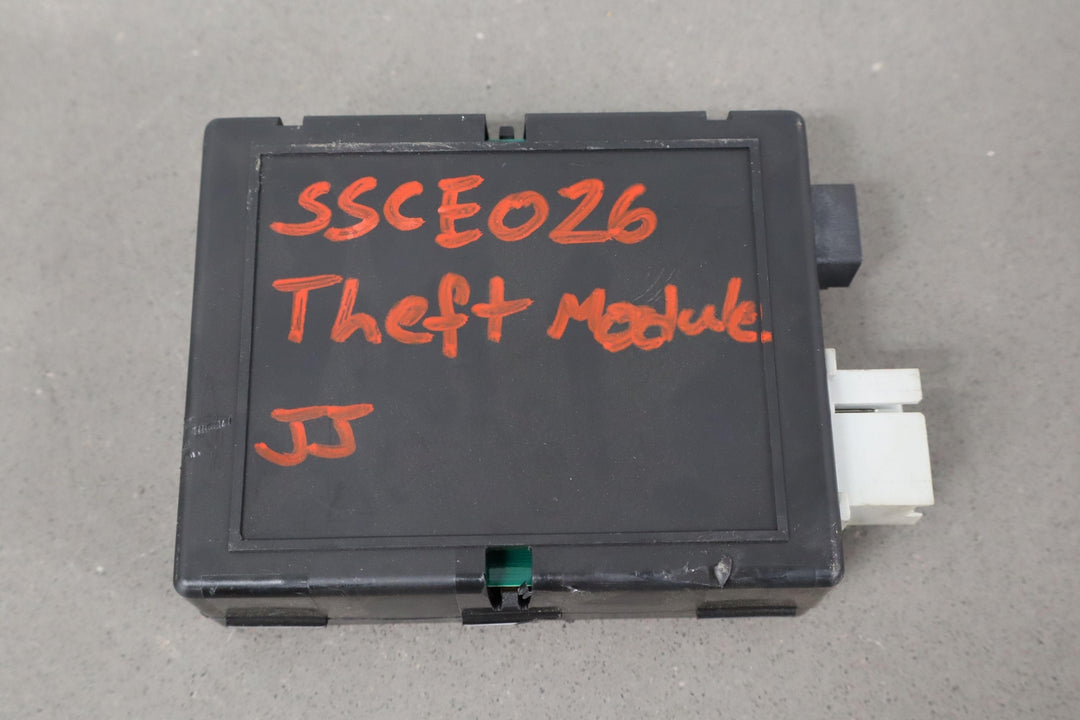 SSCE026
Theft Module
JJ